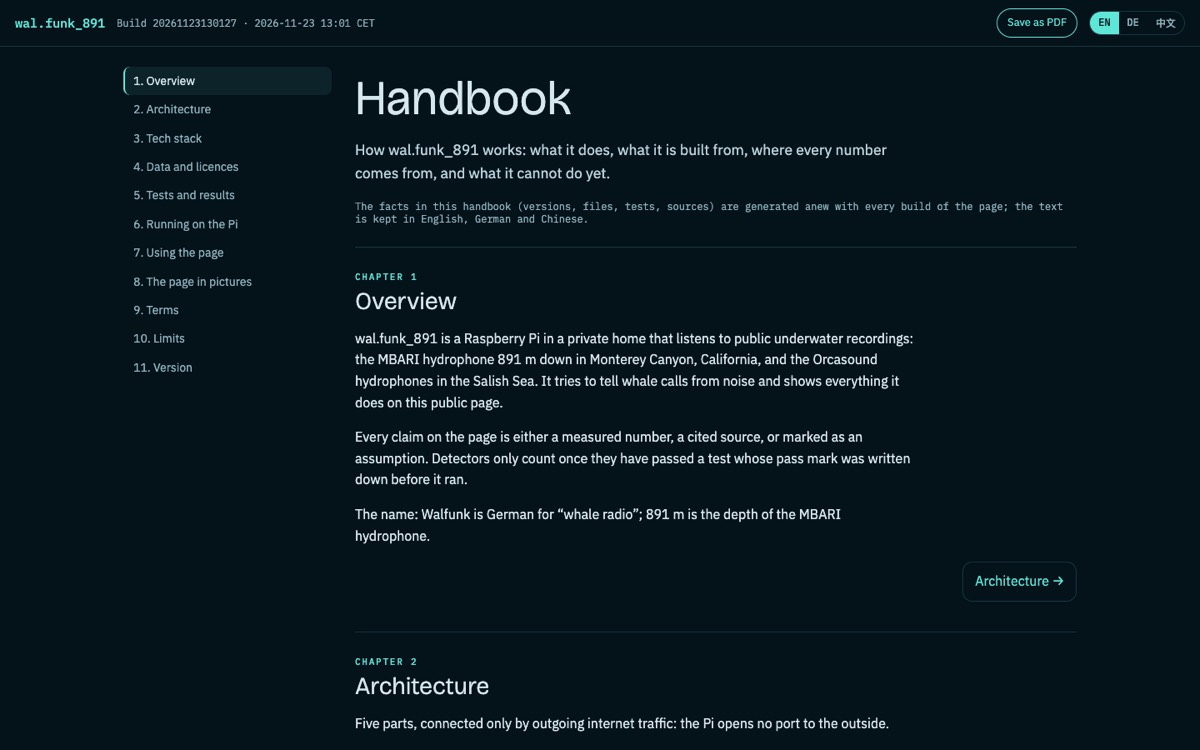 wal.funk_891 Build 20261123130127 · 2026-11-23 13:01 CET Save as PDF EN DE 中文
1. Overview
2. Architecture
3. Tech stack
4. Data and licences
5. Tests and results
6. Running on the Pi
7. Using the page
8. The page in pictures
9. Terms
10. Limits
11. Version
Handbook
How wal.funk_891 works: what it does, what it is built from, where every number
comes from, and what it cannot do yet.
The facts in this handbook (versions, files, tests, sources) are generated anew with every build of the page; the text
is kept in English, German and Chinese.
CHAPTER 1
Overview
wal.funk_891 is a Raspberry Pi in a private home that listens to public underwater recordings:
the MBARI hydrophone 891 m down in Monterey Canyon, California, and the Orcasound
hydrophones in the Salish Sea. It tries to tell whale calls from noise and shows everything it
does on this public page.
Every claim on the page is either a measured number, a cited source, or marked as an
assumption. Detectors only count once they have passed a test whose pass mark was written
down before it ran.
The name: Walfunk is German for “whale radio”; 891 m is the depth of the MBARI
hydrophone.
Architecture →
CHAPTER 2
Architecture
Five parts, connected only by outgoing internet traffic: the Pi opens no port to the outside.